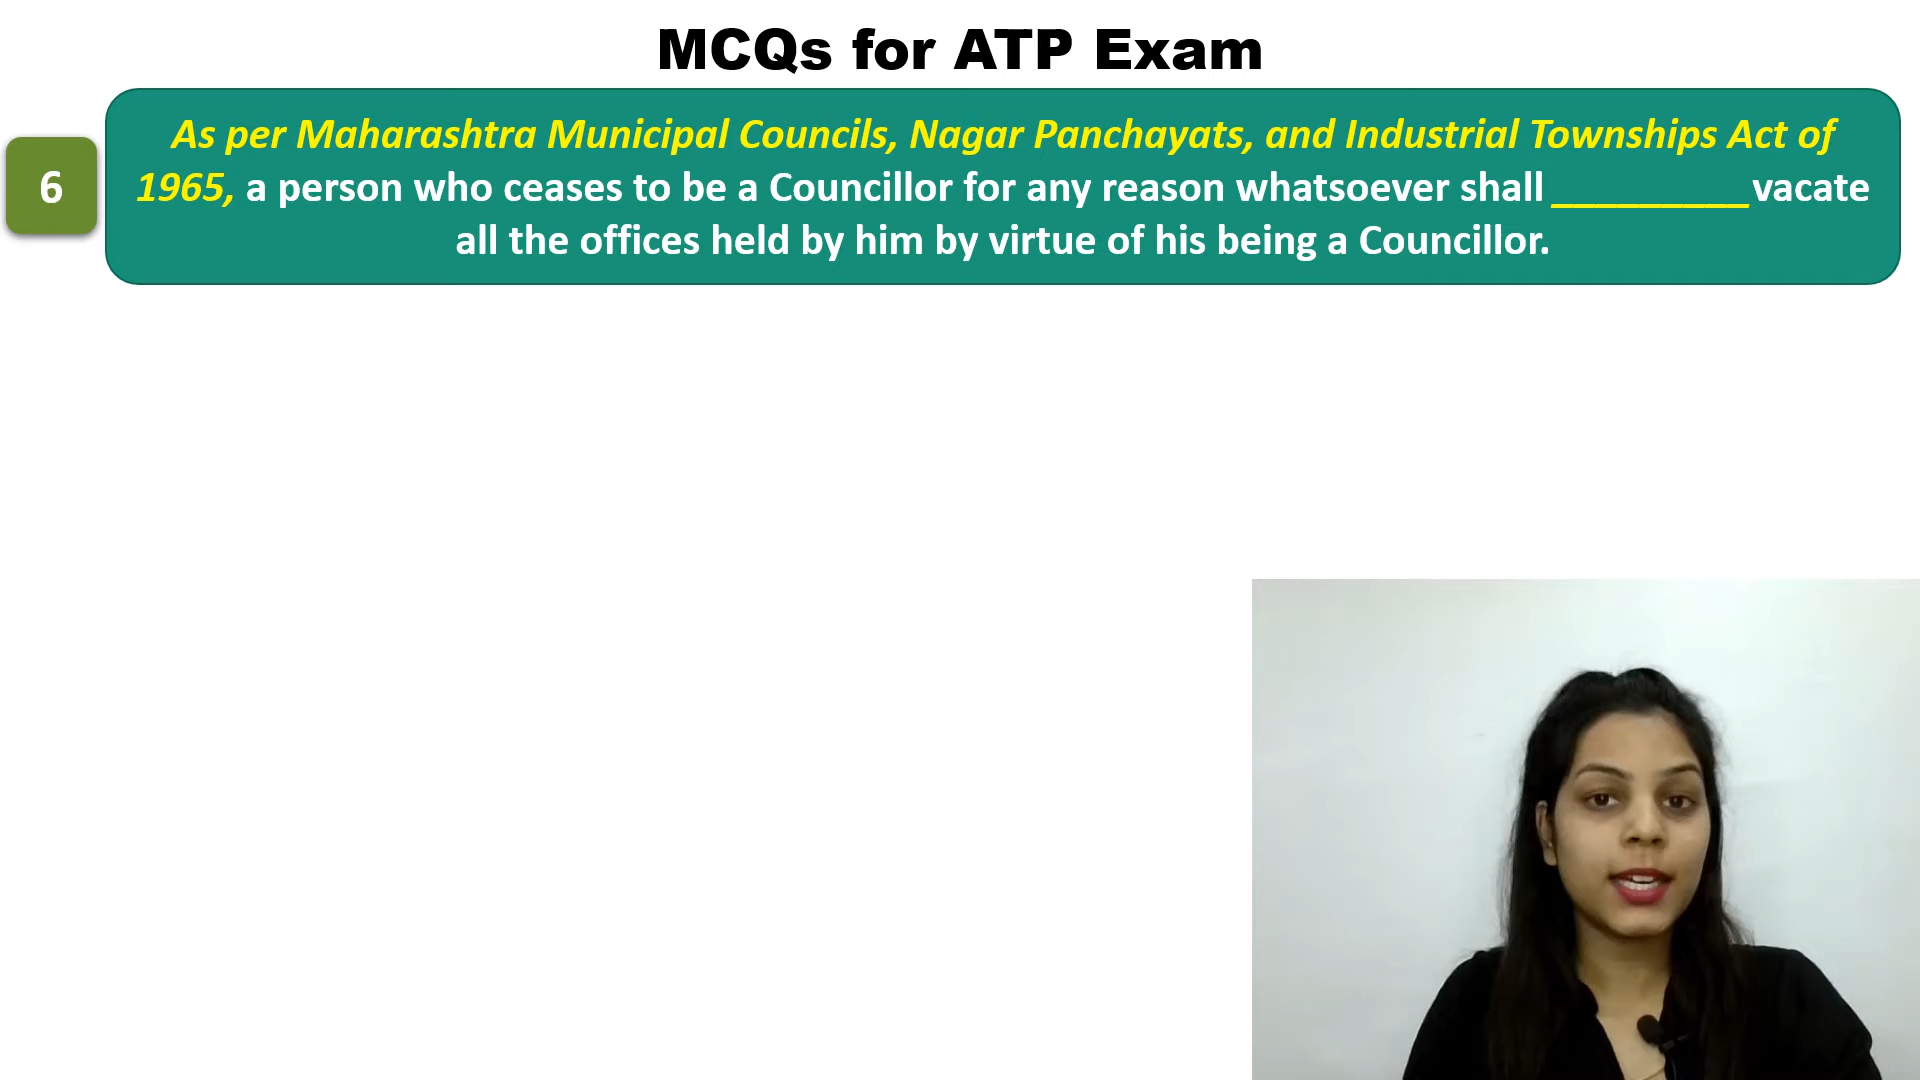 MCQs for ATP Exam
As per Maharashtra Municipal Councils, Nagar Panchayats, and Industrial Townships Act of
6
1965, a person who ceases to be a Councillor for any reason whatsoever shall _________ vacate
all the offices held by him by virtue of his being a Councillor.